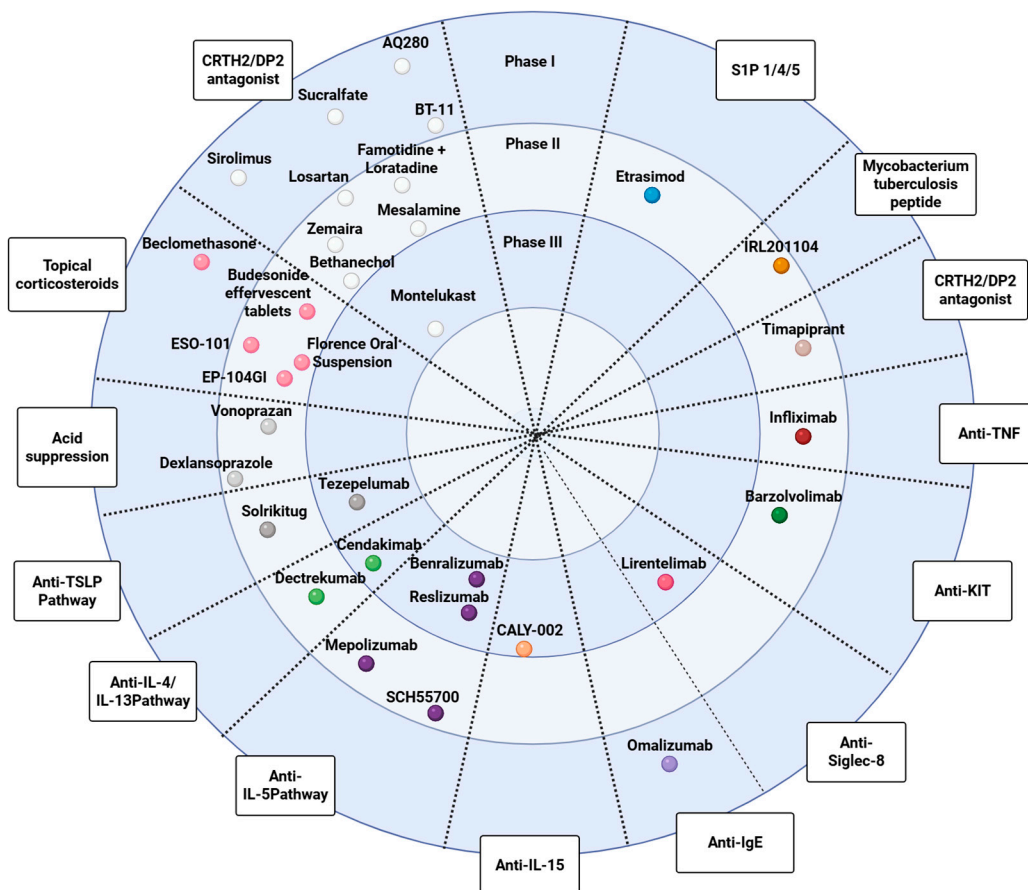 AQ280
CRTH2/DP2
antagonist
Phase I
S1P 1/4/5
Sucralfate
BT-11
Famotidine +
Loratadine
Phase II
Sirolimus
Losartan
Etrasimod
Mycobacterium
tuberculosis
peptide
Mesalamine
Zemaira
Phase III
Beclomethasone
IRL201104
Topical
corticosteroids
Bethanechol
Budesonide
effervescent
tablets
Montelukast
CRTH2/DP2
antagonist
Timapiprant
ESO-101
Florence Oral
Suspension
EP-104GI
Vonoprazan
Infliximab
Anti-TNF
Acid
suppression
Dexlansoprazole
Tezepelumab
Barzolvolimab
Solrikitug
Cendakimab
Benralizumab
Lirentelimab
Anti-TSLP
Pathway
Dectrekumab
Reslizumab
Anti-KIT
CALY-002
Mepolizumab
Anti-IL-4/
IL-13Pathway
SCH55700
Omalizumab
Anti-
Siglec-8
Anti-
IL-5Pathway
Anti-IgE
Anti-IL-15